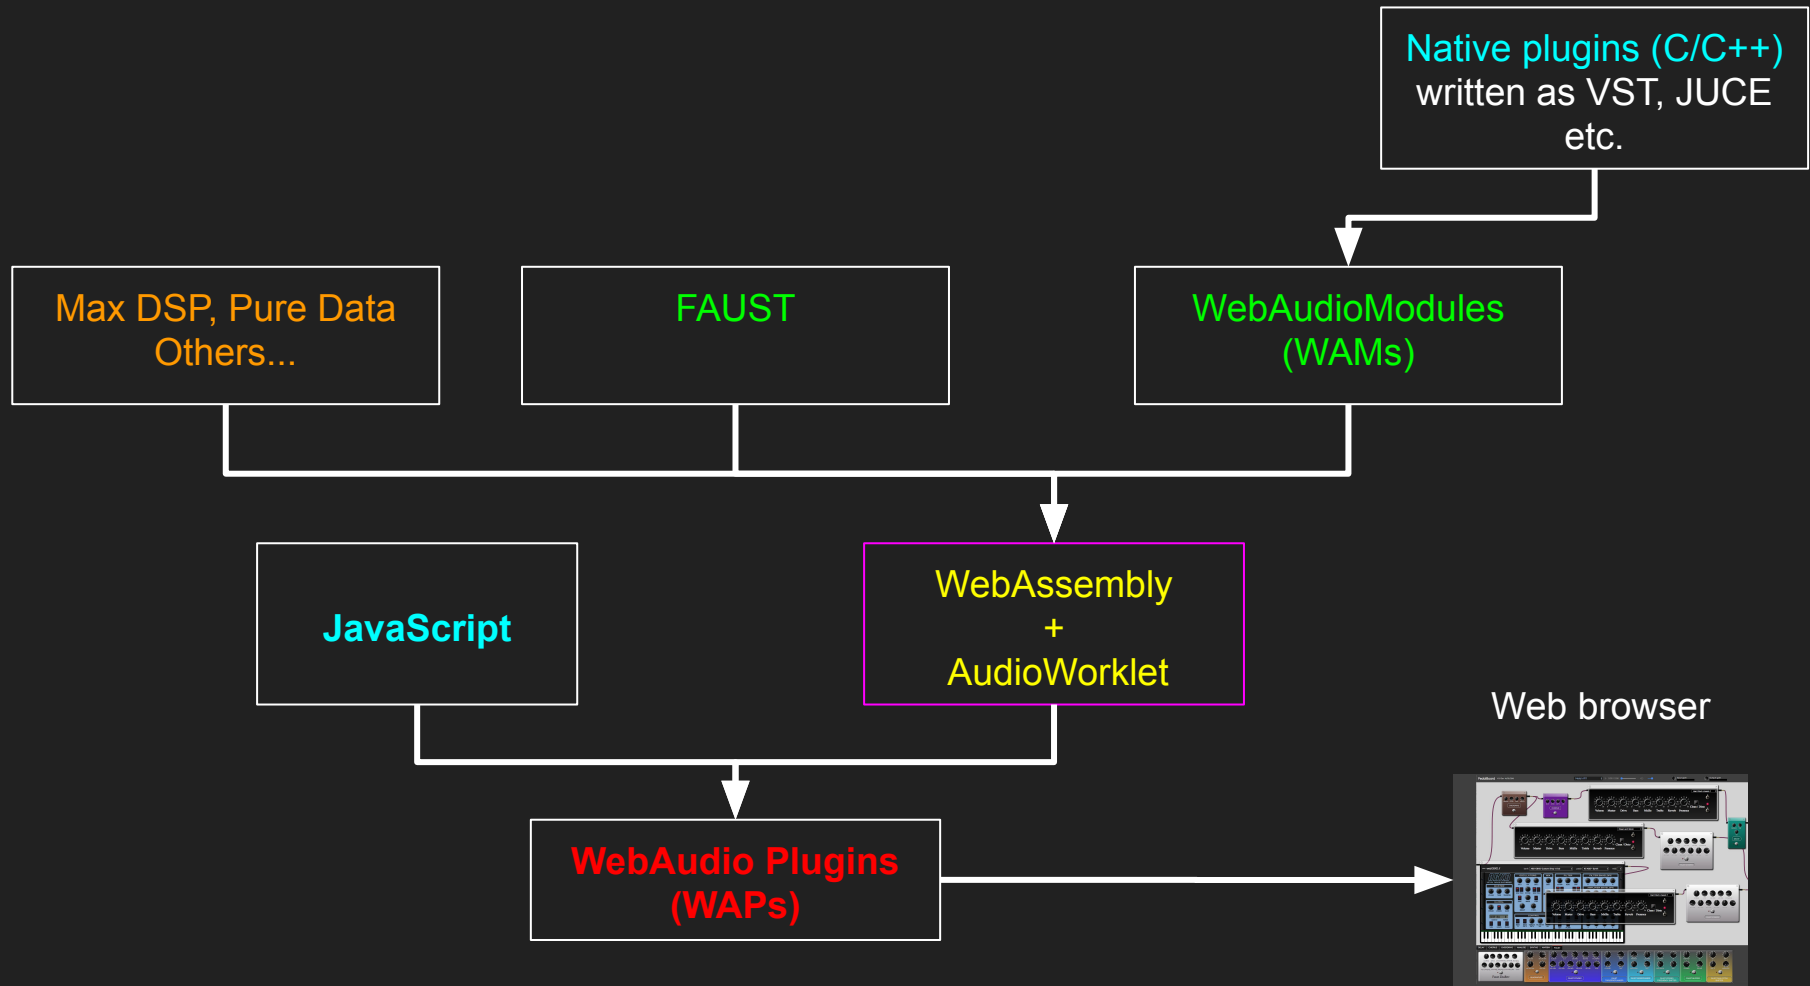 Native plugins (C/C++)
written as VST, JUCE
etc.
Max DSP, Pure Data
Others...
FAUST
WebAudioModules
(WAMs)
JavaScript
WebAssembly
+
AudioWorklet
Web browser
WebAudio Plugins
(WAPs)